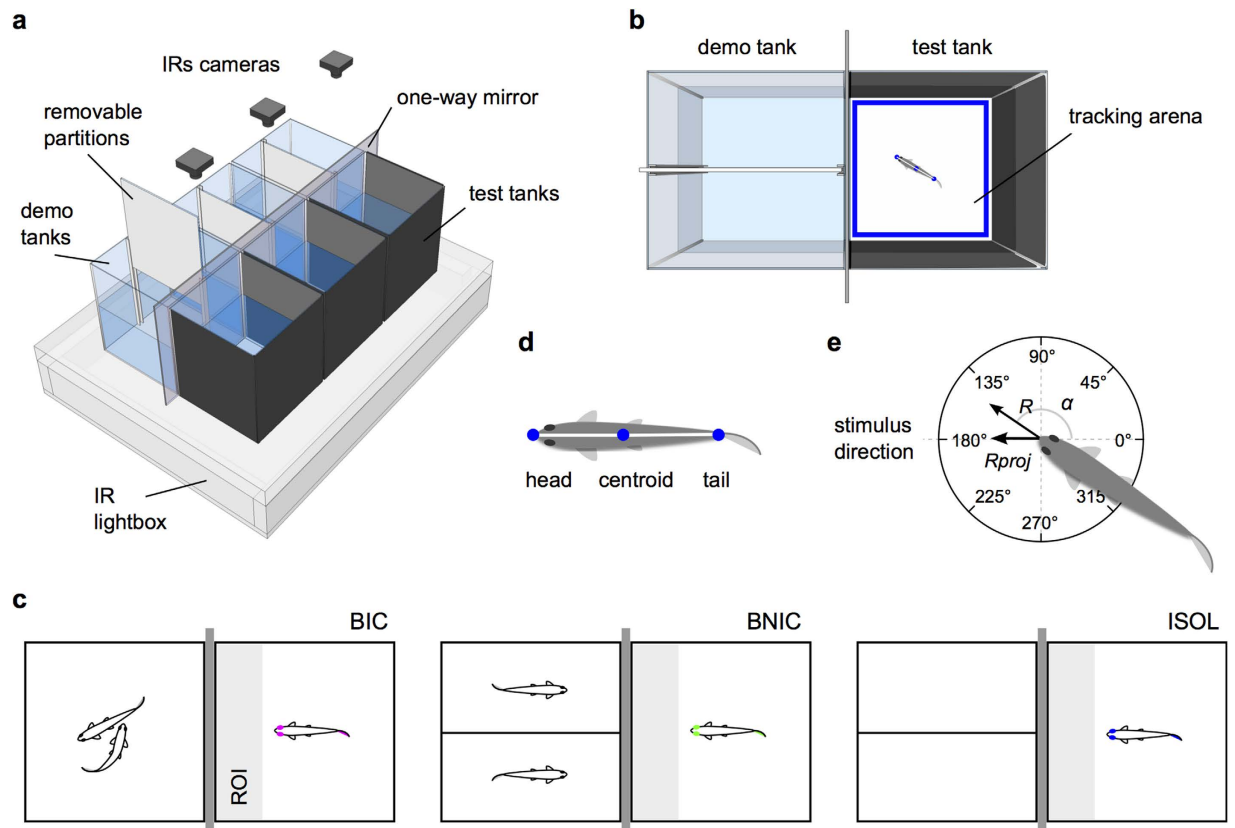 a
IRs cameras
removable
partitions
one-way mirror
demo
tanks
test tanks
IR
lightbox
b
demo tank
test tank
tracking arena
d
head
centroid
tail
e
stimulus
direction
90°
135°
45°
R
α
180°
0°
Rproj
225°
315
270°
c
BIC
ROI
BNIC
ISOL